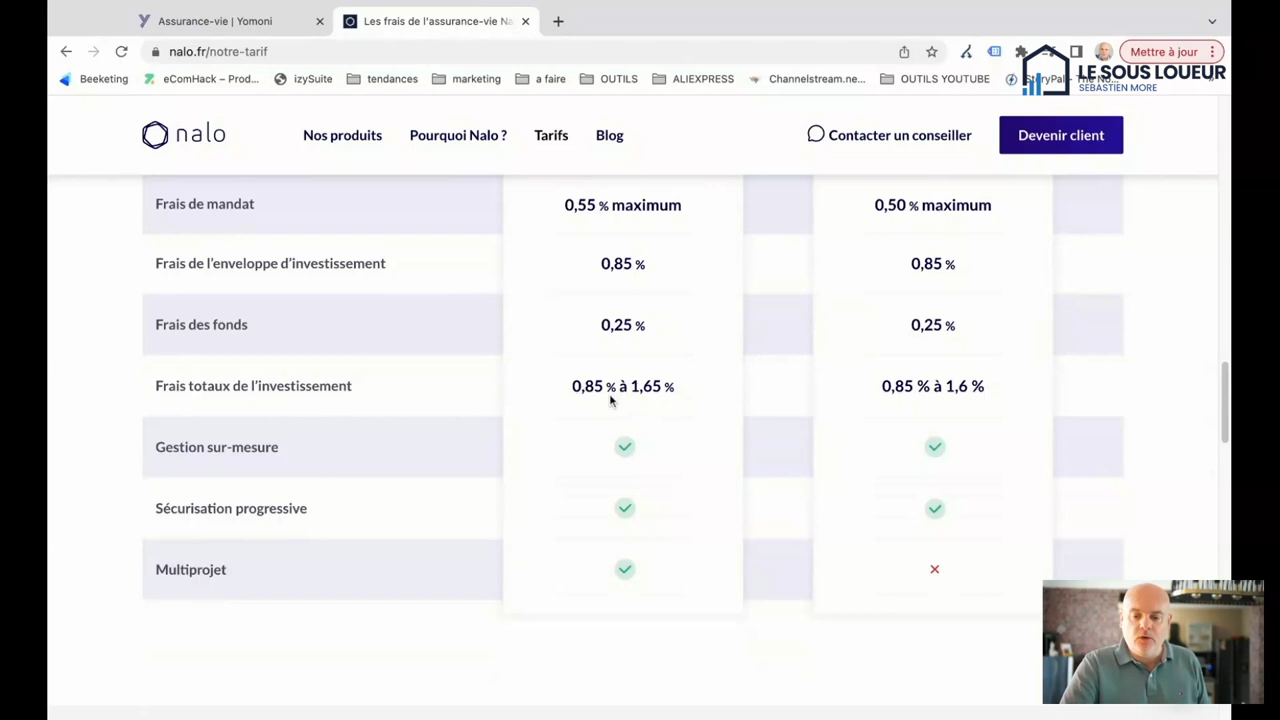 Assurance-vie | Yomoni
Les frais de l'assurance-vie Na
nalo.fr/notre-tarif
Mettre à jour
Beeketing
eComHack – Prod...
izySuite
tendances
marketing
a faire
OUTILS
ALIEXPRESS
Channelstream.ne...
OUTILS YOUTUBE
LE SOUS LOUEUR
SEBASTIEN MORE
nalo
Nos produits
Pourquoi Nalo ?
Tarifs
Blog
Contacter un conseiller
Devenir client
Frais de mandat 0,55 % maximum 0,50 % maximum
Frais de l'enveloppe d'investissement 0,85 % 0,85 %
Frais des fonds 0,25 % 0,25 %
Frais totaux de l'investissement 0,85 % à 1,65 % 0,85 % à 1,6 %
Gestion sur-mesure
Sécurisation progressive
Multiprojet